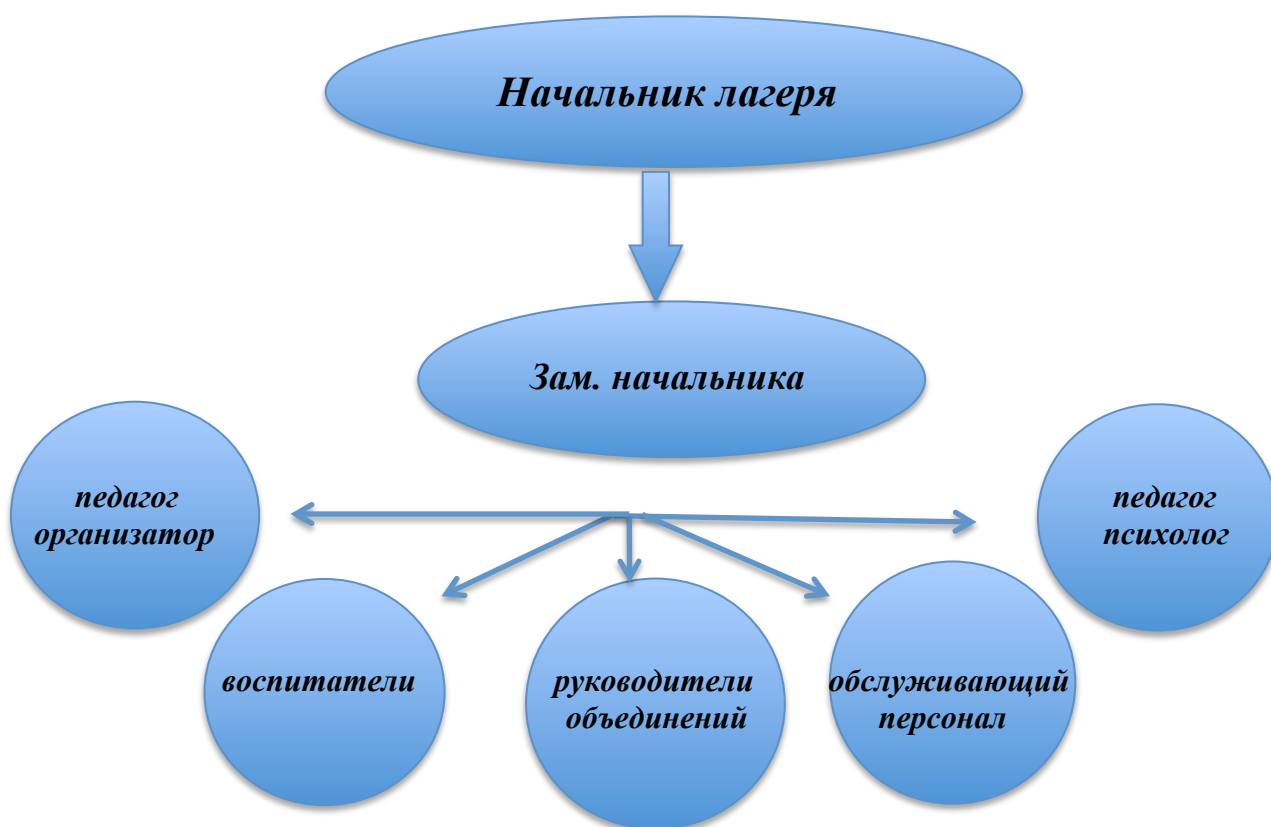 Начальник лагеря
Зам. начальника
педагог
организатор
педагог
психолог
воспитатели
руководители
объединений
обслуживающий
персонал